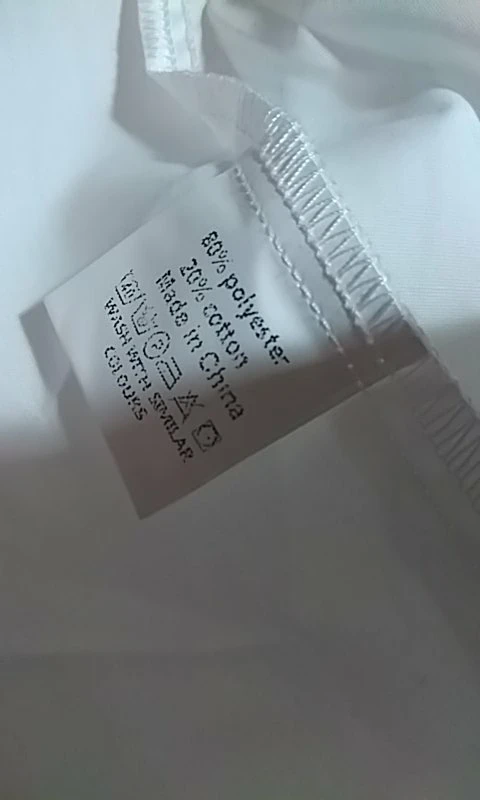 80% polyester
20% cotton
Made in China
WASH WITH SIMILAR
COLOURS